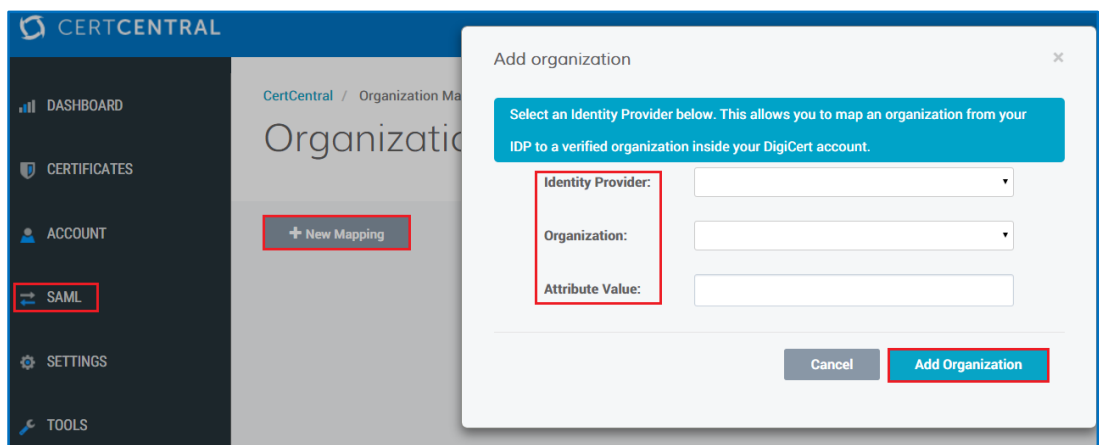 CERTCENTRAL
DASHBOARD
CERTIFICATES
ACCOUNT
SAML
SETTINGS
TOOLS
CertCentral / Organization Ma
Organizatio
+ New Mapping
Add organization
×
Select an Identity Provider below. This allows you to map an organization from your
IDP to a verified organization inside your DigiCert account.
Identity Provider:
Organization:
Attribute Value:
Cancel
Add Organization